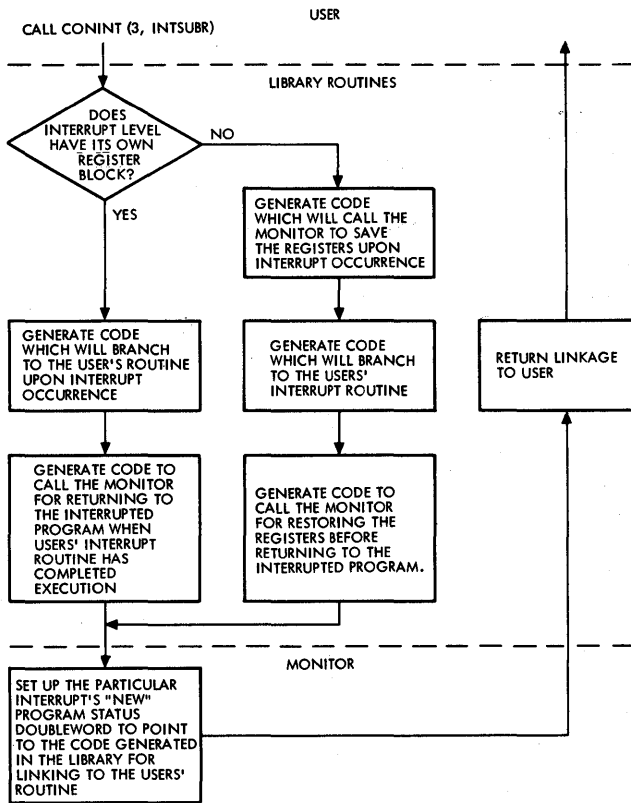 USER
CALL CONINT (3, INTSUBR)
LIBRARY ROUTINES
DOES
INTERRUPT LEVEL
HAVE ITS OWN
REGISTER
BLOCK?
NO
YES
GENERATE CODE
WHICH WILL CALL THE
MONITOR TO SAVE
THE REGISTERS UPON
INTERRUPT OCCURRENCE
GENERATE CODE
WHICH WILL BRANCH
TO THE USER'S ROUTINE
UPON INTERRUPT
OCCURRENCE
GENERATE CODE
WHICH WILL BRANCH
TO THE USERS'
INTERRUPT ROUTINE
RETURN LINKAGE
TO USER
GENERATE CODE TO
CALL THE MONITOR
FOR RETURNING TO
THE INTERRUPTED
PROGRAM WHEN
USERS' INTERRUPT
ROUTINE HAS
COMPLETED
EXECUTION
GENERATE CODE TO
CALL THE MONITOR
FOR RESTORING THE
REGISTERS BEFORE
RETURNING TO THE
INTERRUPTED PROGRAM.
MONITOR
SET UP THE PARTICULAR
INTERRUPT'S "NEW"
PROGRAM STATUS
DOUBLEWORD TO POINT
TO THE CODE GENERATED
IN THE LIBRARY FOR
LINKING TO THE USERS'
ROUTINE